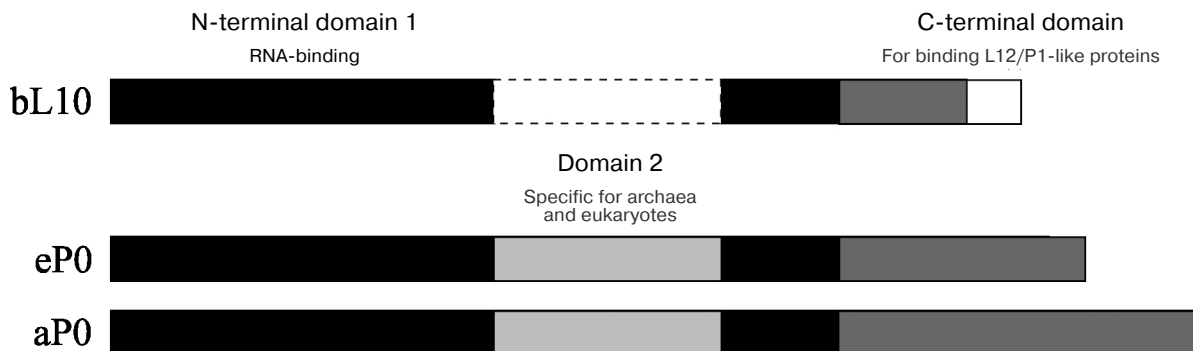 N-terminal domain 1
C-terminal domain
RNA-binding
For binding L12/P1-like proteins
bL10
Domain 2
Specific for archaea
and eukaryotes
eP0
aP0